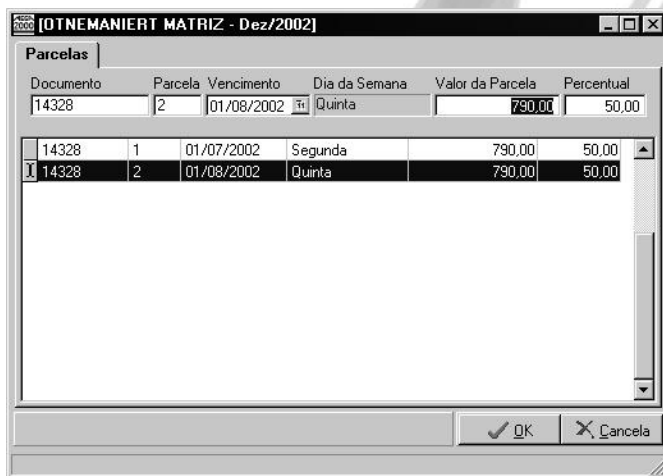 [OTNEMANIERT MATRIZ - Dez/2002]
Parcelas
Documento Parcela Vencimento Dia da Semana Valor da Parcela Percentual
14328 2 01/08/2002 Quinta 790,00 50,00
14328 1 01/07/2002 Segunda 790,00 50,00
14328 2 01/08/2002 Quinta 790,00 50,00
OK Cancela